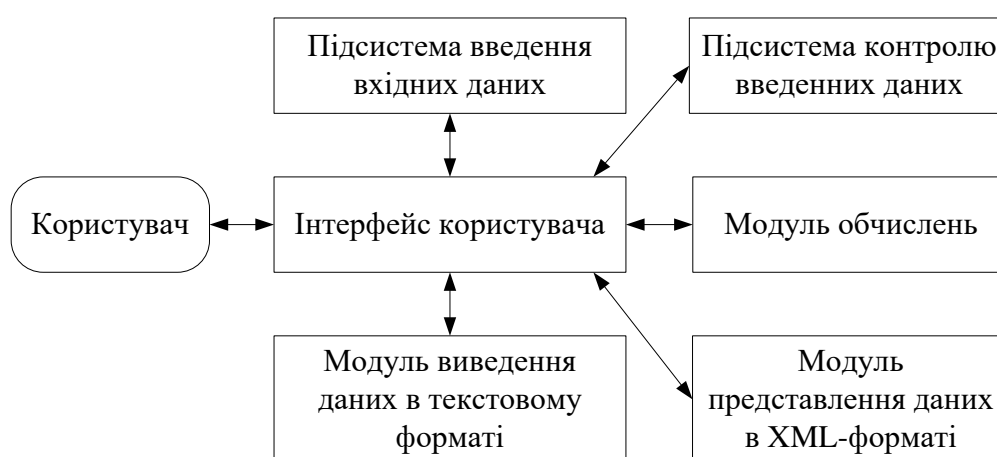 Підсистема введення
вхідних даних
Підсистема контролю
введенних даних
Користувач
Інтерфейс користувача
Модуль обчислень
Модуль виведення
даних в текстовому
форматі
Модуль
представлення даних
в XML-форматі